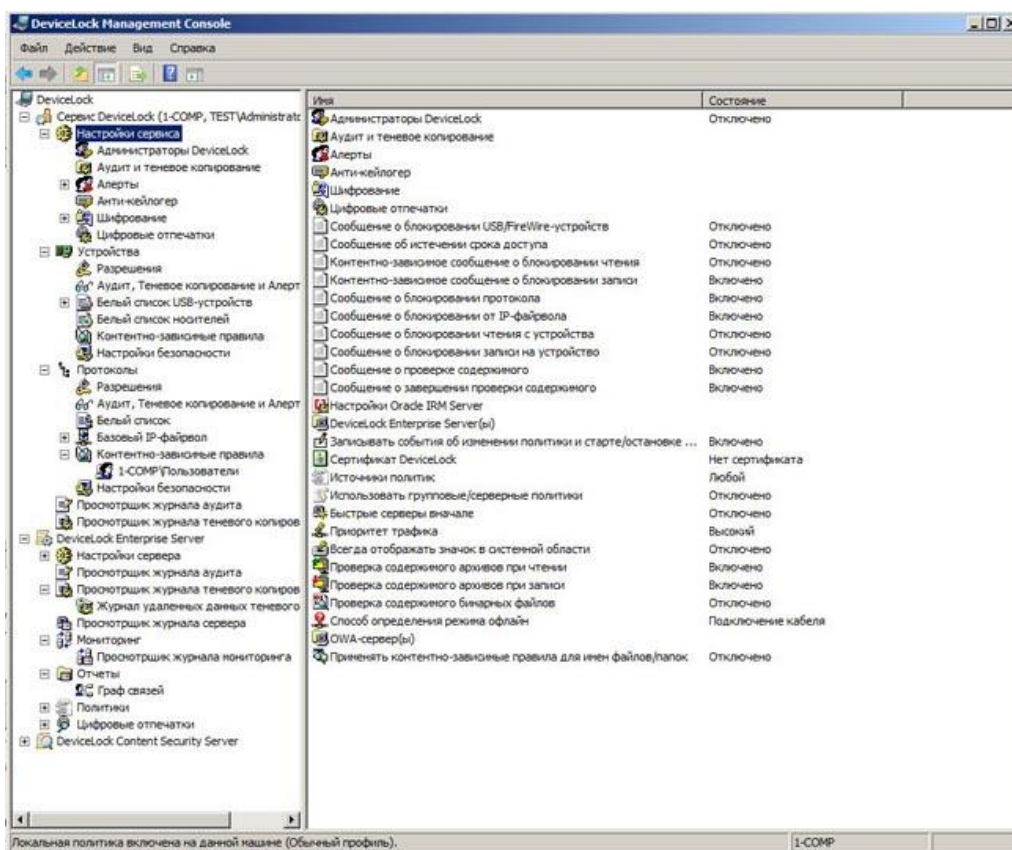 DeviceLock Management Console
Файл Действие Вид Справка
DeviceLock
Сервис DeviceLock (1-COMP, TEST\Administratc
Настройки сервиса
Администраторы DeviceLock
Аудит и теневое копирование
Алерты
Анти-кейлогер
Шифрование
Цифровые отпечатки
Устройства
Разрешения
Аудит, Теневое копирование и Алерт
Белый список USB-устройств
Белый список носителей
Контентно-зависимые правила
Настройки безопасности
Протоколы
Разрешения
Аудит, Теневое копирование и Алерт
Белый список
Базовый IP-файрвол
Контентно-зависимые правила
1-COMP\Пользователи
Настройки безопасности
Просмотрщик журнала аудита
Просмотрщик журнала теневого копиров
DeviceLock Enterprise Server
Настройки сервера
Просмотрщик журнала аудита
Просмотрщик журнала теневого копиров
Журнал удаленных данных теневого
Просмотрщик журнала сервера
Мониторинг
Просмотрщик журнала мониторинга
Отчеты
Граф связей
Политики
Цифровые отпечатки
DeviceLock Content Security Server
Имя Состояние
Администраторы DeviceLock Отключено
Аудит и теневое копирование
Алерты
Анти-кейлогер
Шифрование
Цифровые отпечатки
Сообщение о блокировании USB/FireWire-устройств Отключено
Сообщение об истечении срока доступа Отключено
Контентно-зависимое сообщение о блокировании чтения Отключено
Контентно-зависимое сообщение о блокировании записи Включено
Сообщение о блокировании протокола Включено
Сообщение о блокировании от IP-файрвола Включено
Сообщение о блокировании чтения с устройства Отключено
Сообщение о блокировании записи на устройство Отключено
Сообщение о проверке содержимого Включено
Сообщение о завершении проверки содержимого Включено
Настройки Oracle IRM Server
DeviceLock Enterprise Server(ы)
Записывать события об изменении политики и старте/остановке ... Включено
Сертификат DeviceLock Нет сертификата
Источники политик Любой
Использовать групповые/серверные политики Отключено
Быстрые серверы вначале Отключено
Приоритет трафика Высокий
Всегда отображать значок в системной области Отключено
Проверка содержимого архивов при чтении Включено
Проверка содержимого архивов при записи Включено
Проверка содержимого бинарных файлов Отключено
Способ определения режима офлайн Подключение кабеля
OWA-сервер(ы)
Применять контентно-зависимые правила для имен файлов/папок Отключено
Локальная политика включена на данной машине (Обычный профиль). 1-COMP